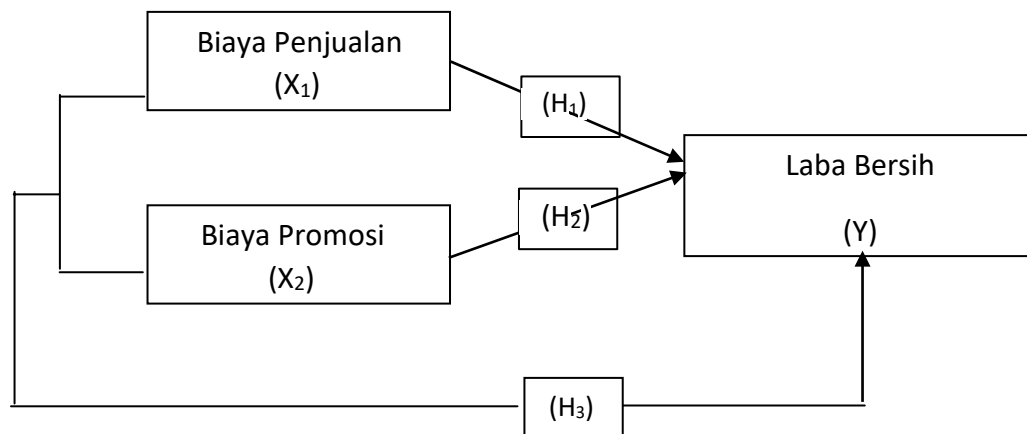 Biaya Penjualan
(X₁)
(H₁)
Laba Bersih
(Y)
Biaya Promosi
(X₂)
(H₂)
(H₃)